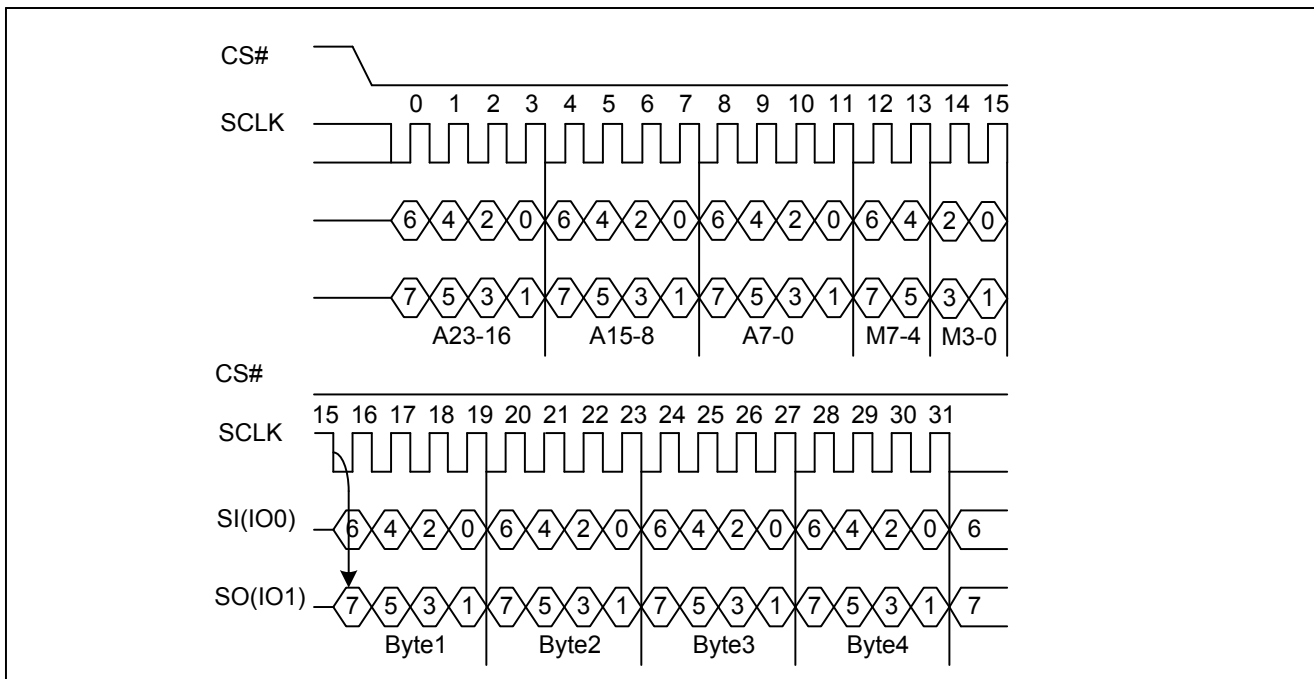 CS#
0 1 2 3 4 5 6 7 8 9 10 11 12 13 14 15
SCLK
6 4 2 0 6 4 2 0 6 4 2 0 6 4 2 0
7 5 3 1 7 5 3 1 7 5 3 1 7 5 3 1
A23-16 A15-8 A7-0 M7-4 M3-0
CS#
15 16 17 18 19 20 21 22 23 24 25 26 27 28 29 30 31
SCLK
SI(IO0) 6 4 2 0 6 4 2 0 6 4 2 0 6 4 2 0 6
SO(IO1) 7 5 3 1 7 5 3 1 7 5 3 1 7 5 3 1 7
Byte1 Byte2 Byte3 Byte4